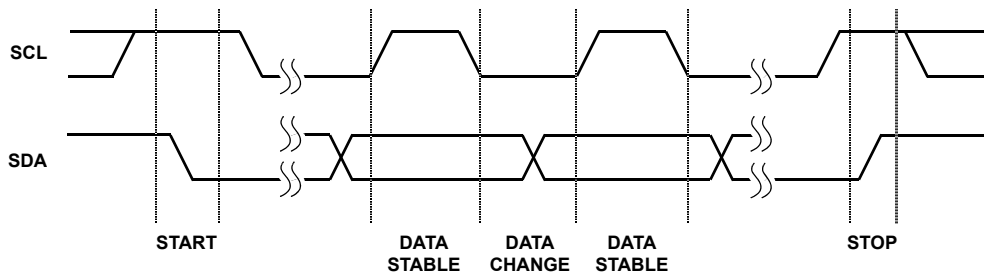 SCL
SDA
START
DATA
STABLE
DATA
CHANGE
DATA
STABLE
STOP